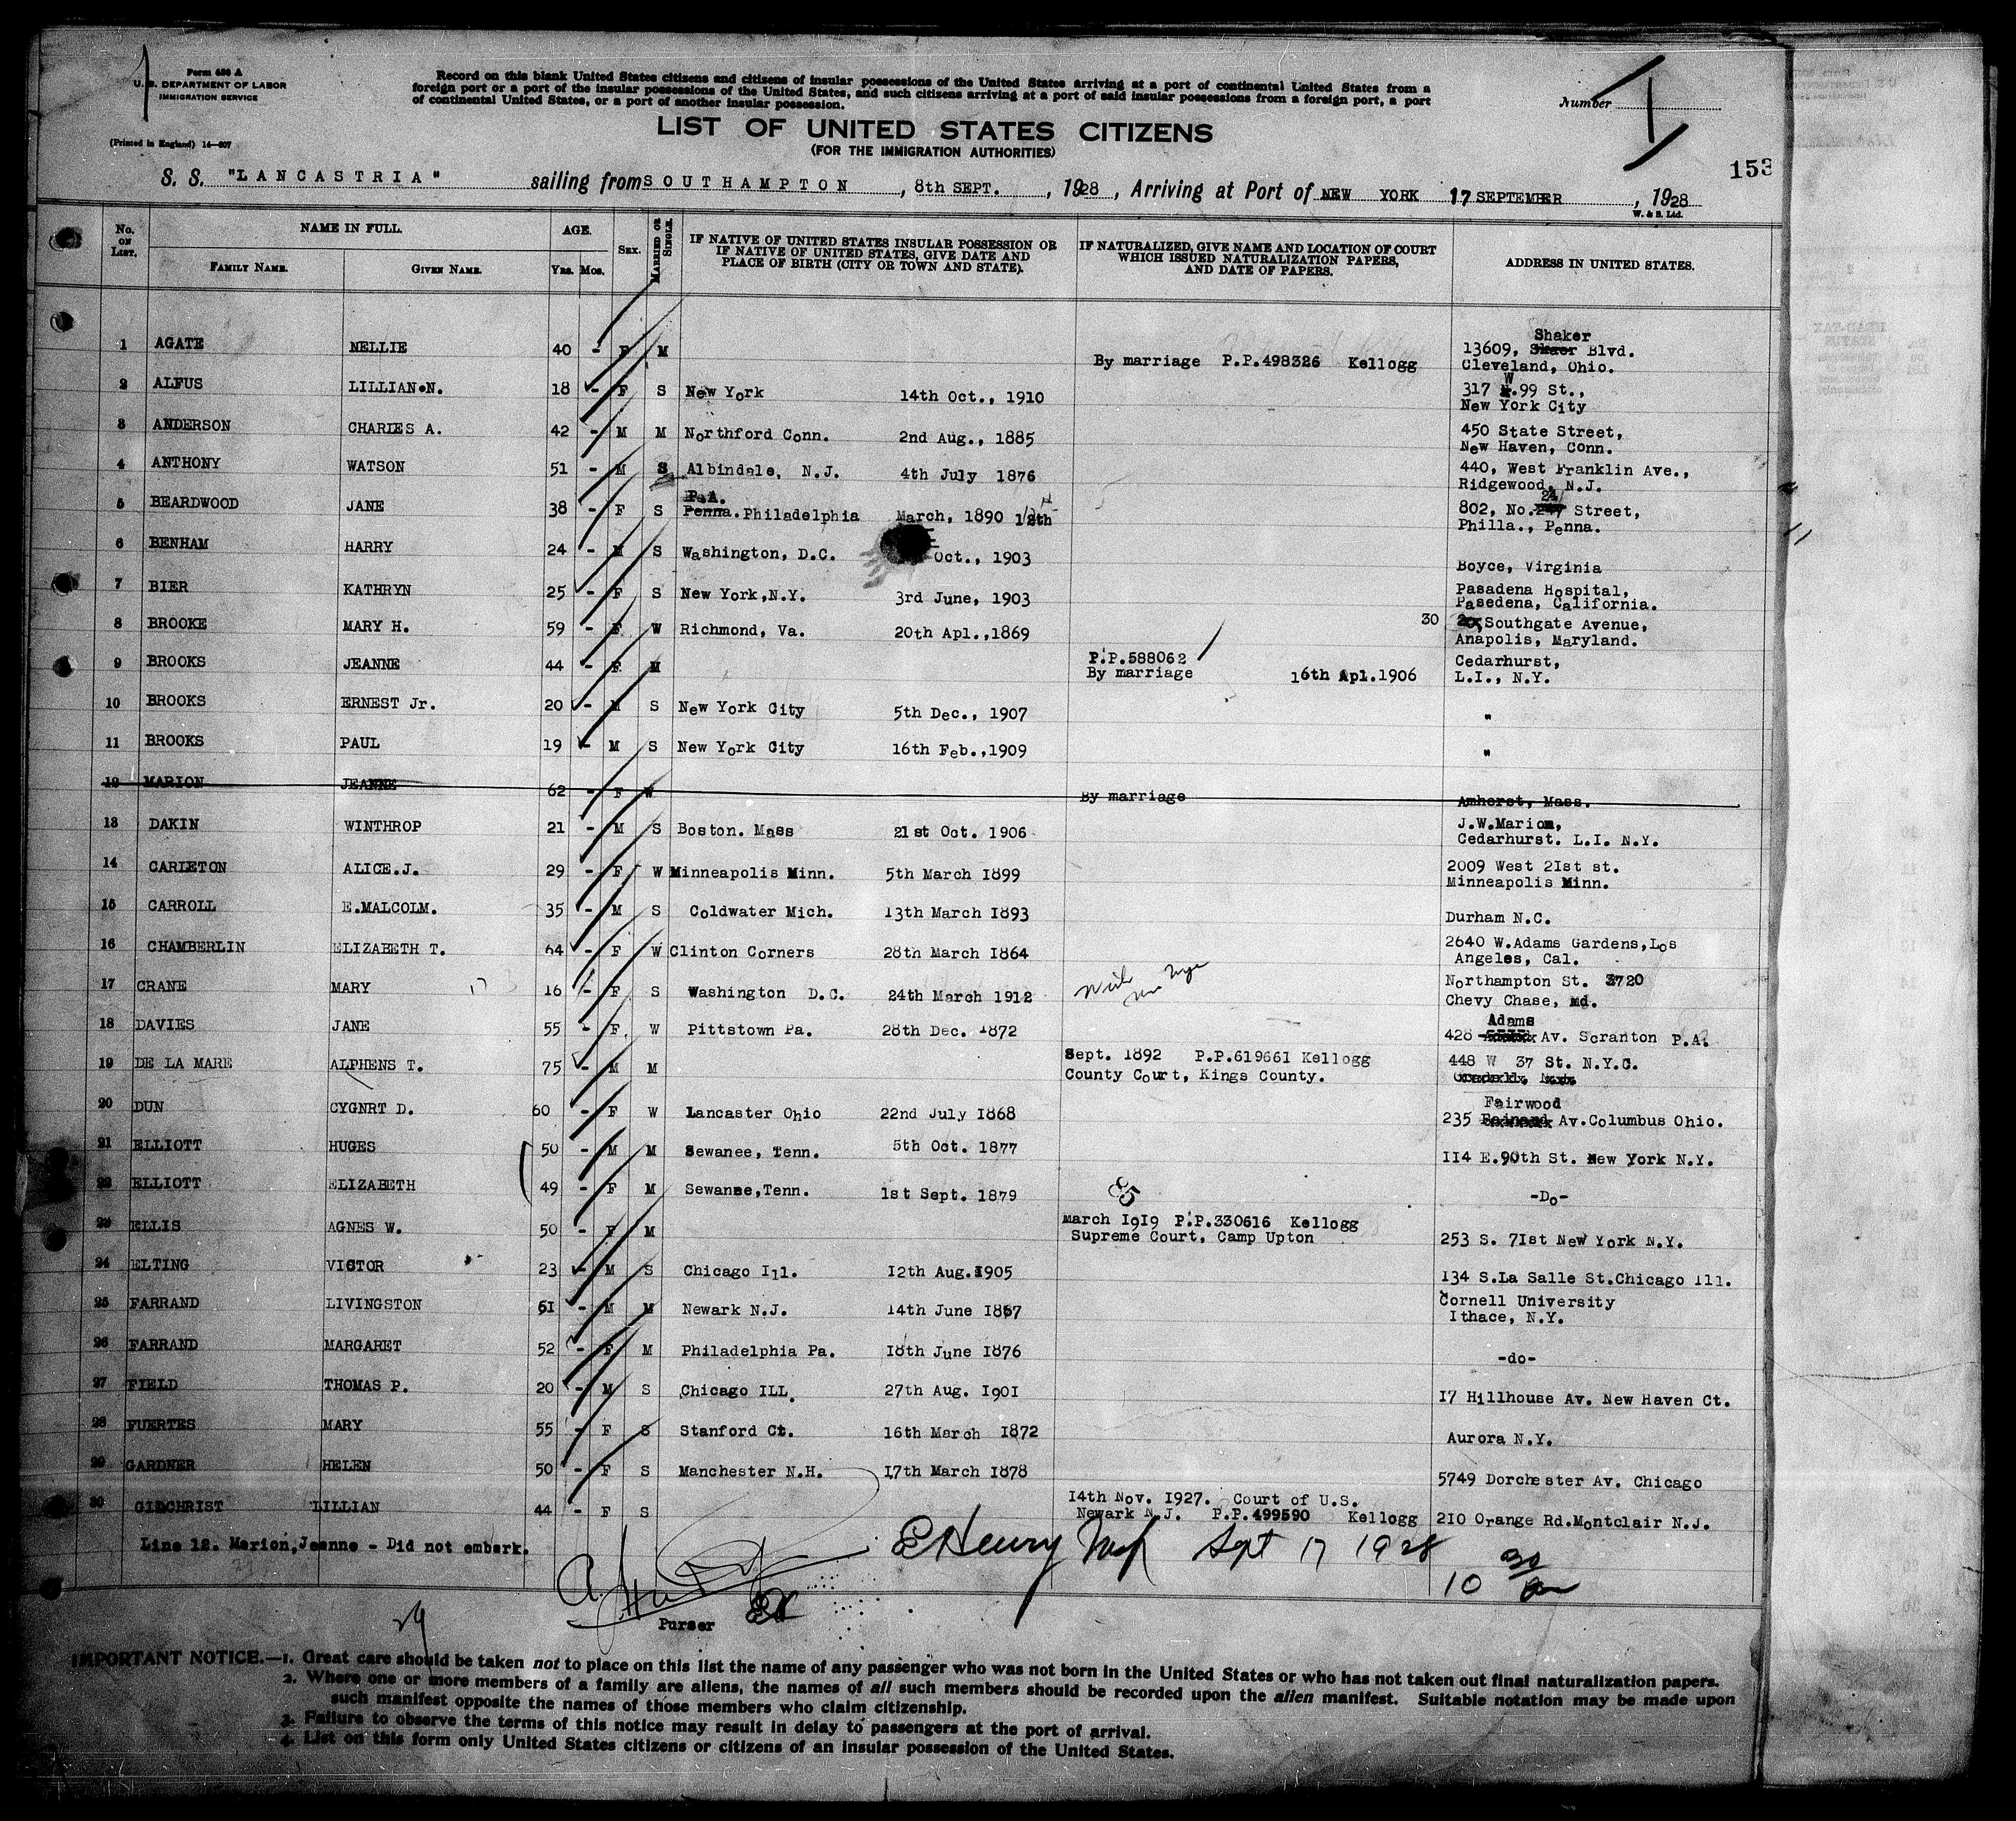 Form 630 A
U.S. DEPARTMENT OF LABOR
IMMIGRATION SERVICE
(Printed in England) 14—807
Record on this blank United States citizens and citizens of insular possessions of the United States arriving at a port of continental United States from a
foreign port or a port of the insular possessions of the United States, and such citizens arriving at a port of said insular possessions from a foreign port, a port
of continental United States, or a port of another insular possession.
Number 1
LIST OF UNITED STATES CITIZENS
(FOR THE IMMIGRATION AUTHORITIES)
153
S. S. "LANCASTRIA" sailing from SOUTHAMPTON, 8th SEPT., 1928, Arriving at Port of NEW YORK 17 SEPTEMBER, 1928
W. & S. Ltd.
No. ON LIST. NAME IN FULL. FAMILY NAME. GIVEN NAME. AGE. Yrs. Mos. SEX. MARRIED OR SINGLE. IF NATIVE OF UNITED STATES INSULAR POSSESSION OR IF NATIVE OF UNITED STATES, GIVE DATE AND PLACE OF BIRTH (CITY OR TOWN AND STATE). IF NATURALIZED, GIVE NAME AND LOCATION OF COURT WHICH ISSUED NATURALIZATION PAPERS, AND DATE OF PAPERS. ADDRESS IN UNITED STATES.
1 AGATE NELLIE 40 - F M By marriage P.P.498326 Kellogg 13609, Shaker Blvd.
Cleveland, Ohio.
2 ALFUS LILLIAN.N. 18 - F S New York 14th Oct., 1910 317 W.99 St.,
New York City
3 ANDERSON CHARLES A. 42 - M M Northford Conn. 2nd Aug., 1885 450 State Street,
New Haven, Conn.
4 ANTHONY WATSON 51 - M S Albindale, N.J. 4th July 1876 440, West Franklin Ave.,
Ridgewood, N.J.
5 BEARDWOOD JANE 38 - F S P.A. Penna. Philadelphia March, 1890 12th 802, No. 24 Street,
Philla., Penna.
6 BENHAM HARRY 24 - M S Washington, D.C. Oct., 1903 Boyce, Virginia
7 BIER KATHRYN 25 - F S New York,N.Y. 3rd June, 1903 Pasadena Hospital,
Pasedena, California.
8 BROOKE MARY H. 59 - F W Richmond, Va. 20th Apl.,1869 30 Southgate Avenue,
Anapolis, Maryland.
9 BROOKS JEANNE 44 - F M P.P.588062
By marriage 16th Apl.1906 Cedarhurst,
L.I., N.Y.
10 BROOKS ERNEST Jr. 20 - M S New York City 5th Dec., 1907 "
11 BROOKS PAUL 19 - M S New York City 16th Feb.,1909 "
12 MARION JEANNE 62 - F W By marriage Amherst, Mass.
13 DAKIN WINTHROP 21 - M S Boston. Mass 21st Oct. 1906 J.W.Marion,
Cedarhurst. L.I. N.Y.
14 CARLETON ALICE.J. 29 - F W Minneapolis Minn. 5th March 1899 2009 West 21st st.
Minneapolis Minn.
15 CARROLL E.MALCOLM. 35 - M S Coldwater Mich. 13th March 1893 Durham N.C.
16 CHAMBERLIN ELIZABETH T. 64 - F W Clinton Corners 28th March 1864 2640 W.Adams Gardens,Los
Angeles, Cal.
17 CRANE MARY 16 - F S Washington D.C. 24th March 1912 Northampton St. 3720
Chevy Chase, Md.
18 DAVIES JANE 55 - F W Pittstown Pa. 28th Dec. 1872 428 Adams Av. Scranton P.A.
19 DE LA MARE ALPHENS T. 75 - M M Sept. 1892 P.P.619661 Kellogg
County Court, Kings County. 448 W 37 St. N.Y.C.
20 DUN CYGNRT D. 60 - F W Lancaster Ohio 22nd July 1868 235 Fairwood Av.Columbus Ohio.
21 ELLIOTT HUGES 50 - M M Sewanee, Tenn. 5th Oct. 1877 114 E.90th St. New York N.Y.
22 ELLIOTT ELIZABETH 49 - F M Sewanee,Tenn. 1st Sept. 1879 85 -Do-
23 ELLIS AGNES W. 50 - F M March 1919 P.P.330616 Kellogg
Supreme Court, Camp Upton 253 S. 71st New York N.Y.
24 ELTING VICTOR 23 - M S Chicago Ill. 12th Aug.1905 134 S.La Salle St.Chicago Ill.
25 FARRAND LIVINGSTON 61 - M M Newark N.J. 14th June 1867 Cornell University
Ithace, N.Y.
26 FARRAND MARGARET 52 - F M Philadelphia Pa. 18th June 1876 -do-
27 FIELD THOMAS P. 20 - M S Chicago ILL. 27th Aug. 1901 17 Hillhouse Av. New Haven Ct.
28 FUERTES MARY 55 - F S Stanford Ct. 16th March 1872 Aurora N.Y.
29 GARDNER HELEN 50 - F S Manchester N.H. 17th March 1878 5749 Dorchester Av. Chicago
30 GILCHRIST LILLIAN 44 - F S 14th Nov. 1927. Court of U.S.
Newark N.J. P.P.499590 Kellogg 210 Orange Rd.Montclair N.J.
Line 12. Marion,Jeanne - Did not embark.
E Henry Sept 17 1928
10 30 am
Purser
29
IMPORTANT NOTICE.—1. Great care should be taken not to place on this list the name of any passenger who was not born in the United States or who has not taken out final naturalization papers.
2. Where one or more members of a family are aliens, the names of all such members should be recorded upon the alien manifest. Suitable notation may be made upon
such manifest opposite the names of those members who claim citizenship.
3. Failure to observe the terms of this notice may result in delay to passengers at the port of arrival.
4. List on this form only United States citizens or citizens of an insular possession of the United States.